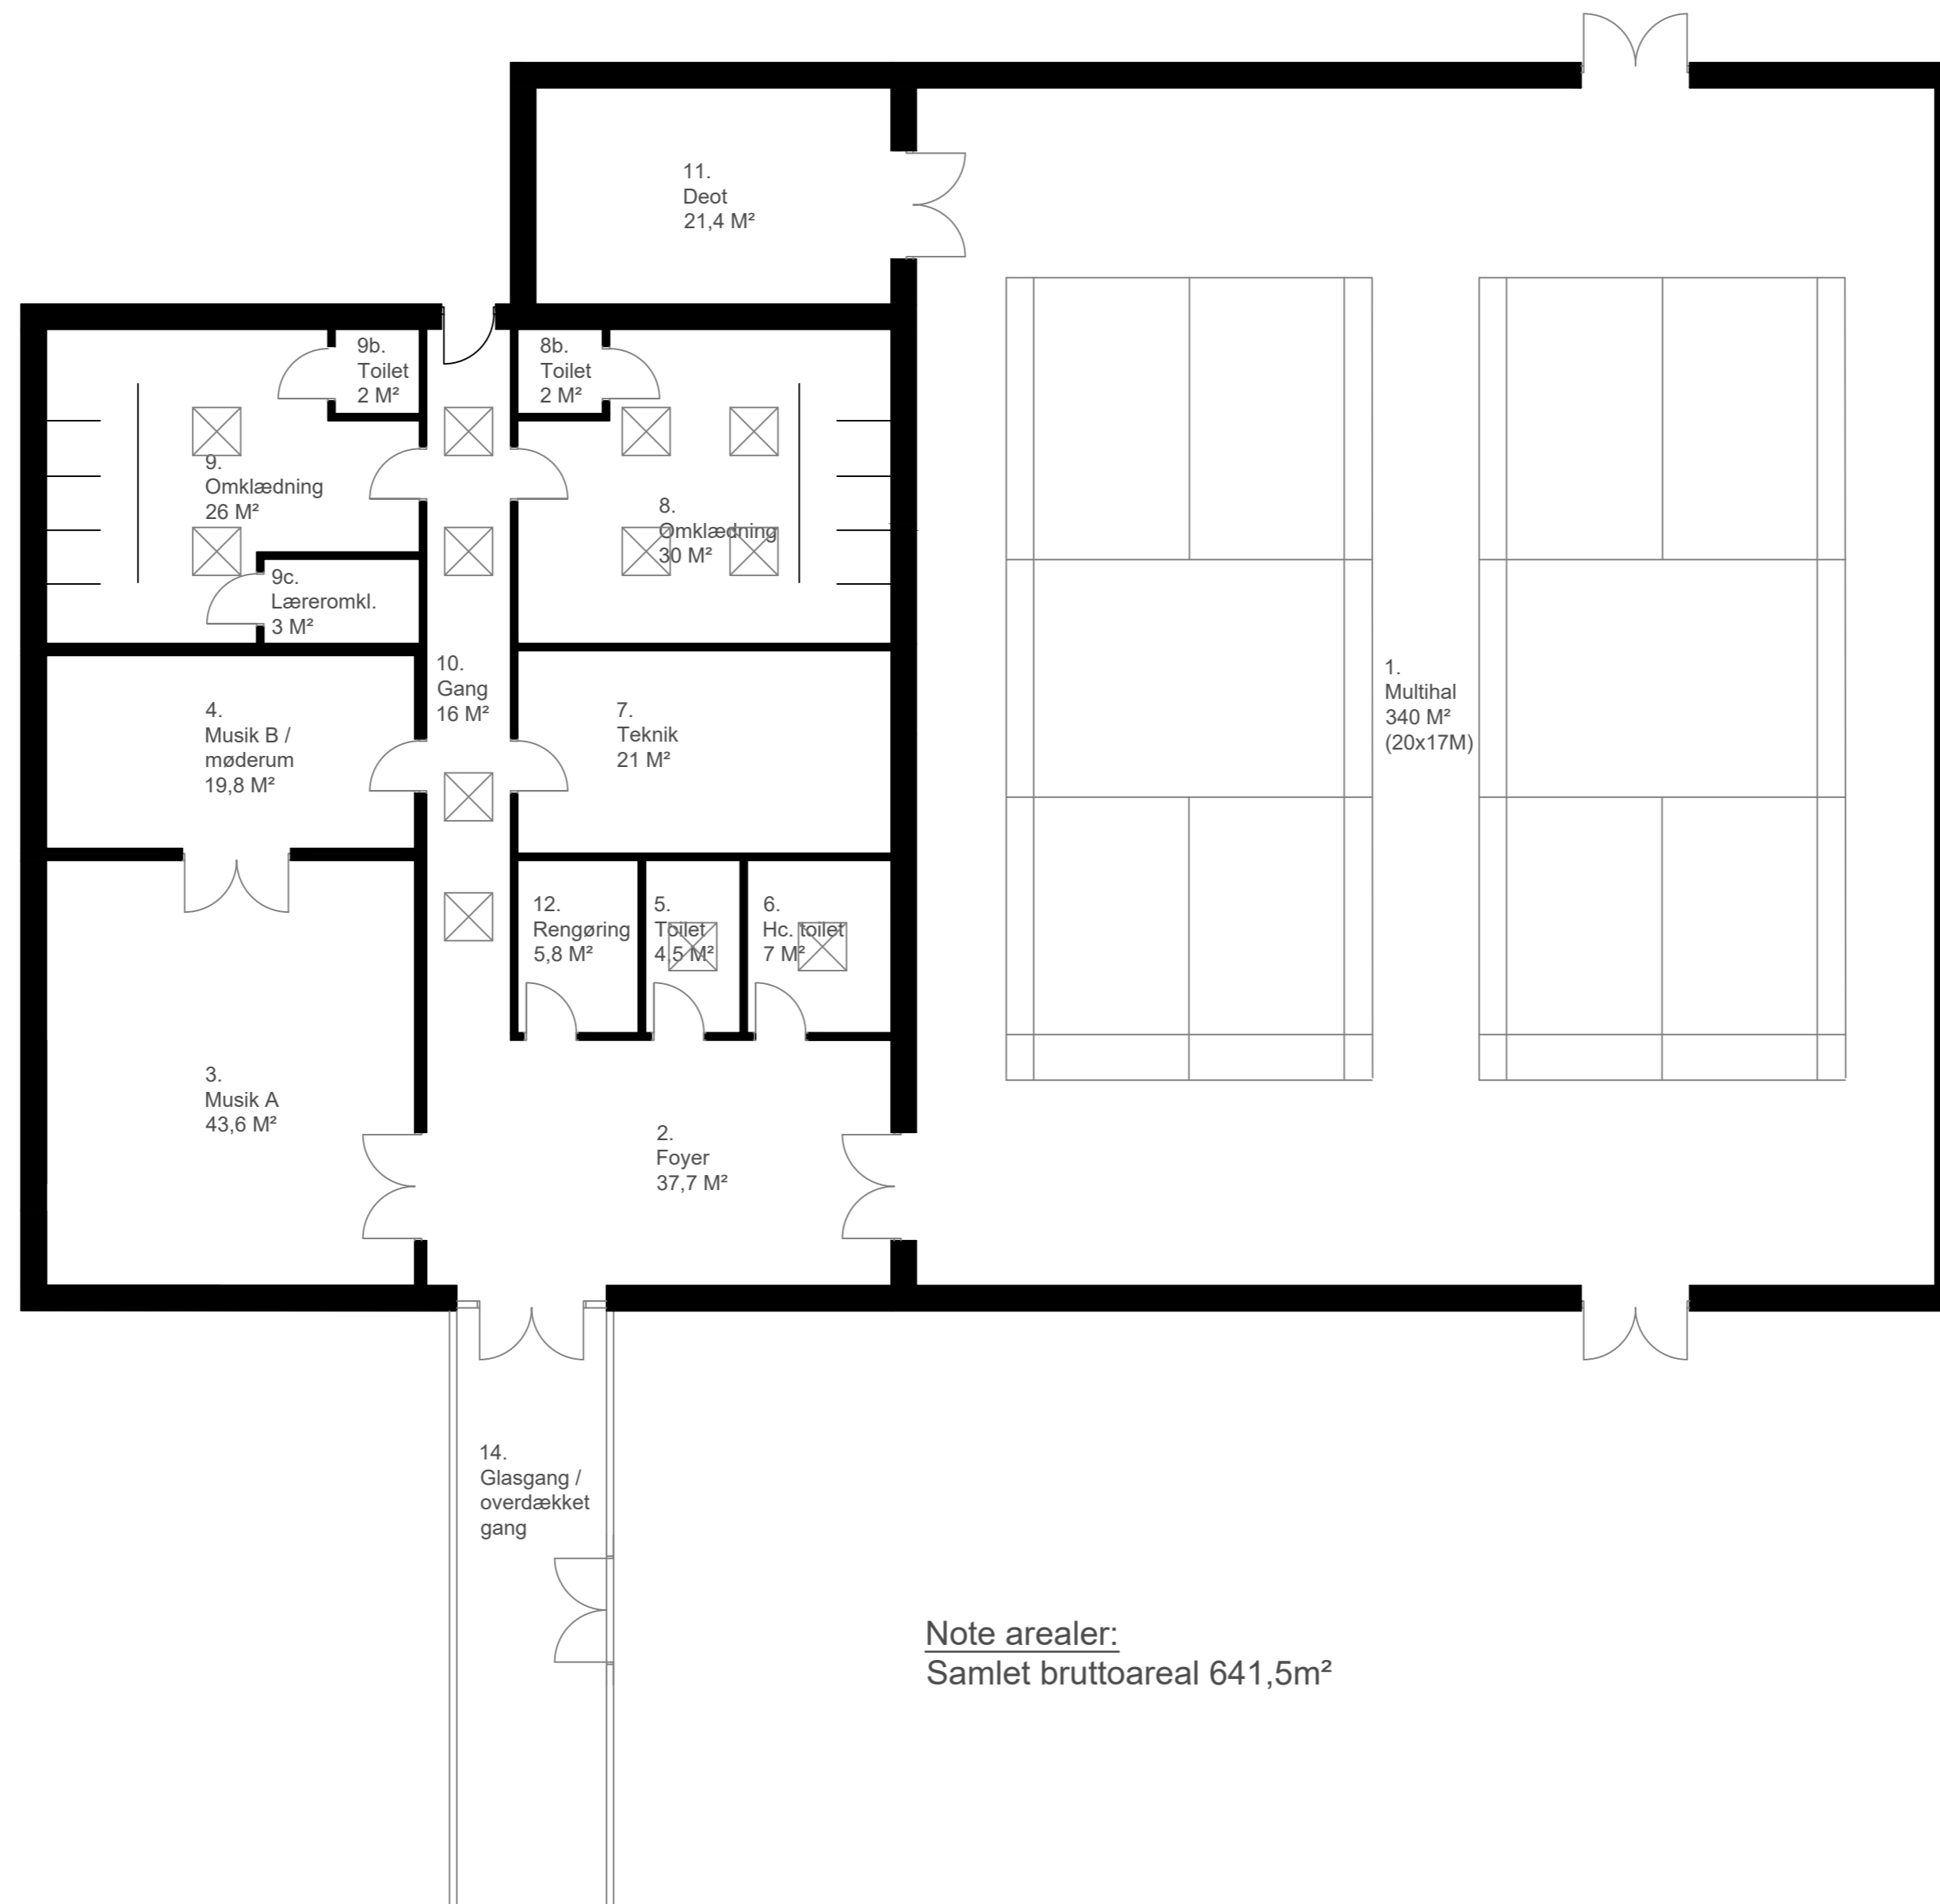 11.
Deot
21,4 M²
9b.
Toilet
2 M²
8b.
Toilet
2 M²
9.
Omklædning
26 M²
8.
Omklædning
30 M²
9c.
Læreromkl.
3 M²
10.
Gang
16 M²
4.
Musik B /
møderum
19,8 M²
7.
Teknik
21 M²
1.
Multihal
340 M²
(20x17M)
12.
Rengøring
5,8 M²
5.
Toilet
4,5 M²
6.
Hc. toilet
7 M²
3.
Musik A
43,6 M²
2.
Foyer
37,7 M²
14.
Glasgang /
overdækket
gang
Note arealer:
Samlet bruttoareal 641,5m²